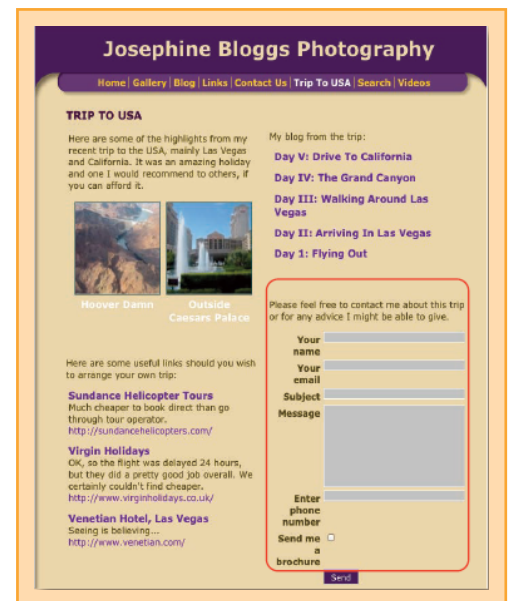 Josephine Bloggs Photography
Home | Gallery | Blog | Links | Contact Us | Trip To USA | Search | Videos
TRIP TO USA
Here are some of the highlights from my
recent trip to the USA, mainly Las Vegas
and California. It was an amazing holiday
and one I would recommend to others, if
you can afford it.
Hoover Damn
Outside
Caesars Palace
Here are some useful links should you wish
to arrange your own trip:
Sundance Helicopter Tours
Much cheaper to book direct than go
through tour operator.
http://sundancehelicopters.com/
Virgin Holidays
OK, so the flight was delayed 24 hours,
but they did a pretty good job overall. We
certainly couldn't find cheaper.
http://www.virginholidays.co.uk/
Venetian Hotel, Las Vegas
Seeing is believing...
http://www.venetian.com/
My blog from the trip:
Day V: Drive To California
Day IV: The Grand Canyon
Day III: Walking Around Las
Vegas
Day II: Arriving In Las Vegas
Day 1: Flying Out
Please feel free to contact me about this trip
or for any advice I might be able to give.
Your
name
Your
email
Subject
Message
Enter
phone
number
Send me
a
brochure
Send